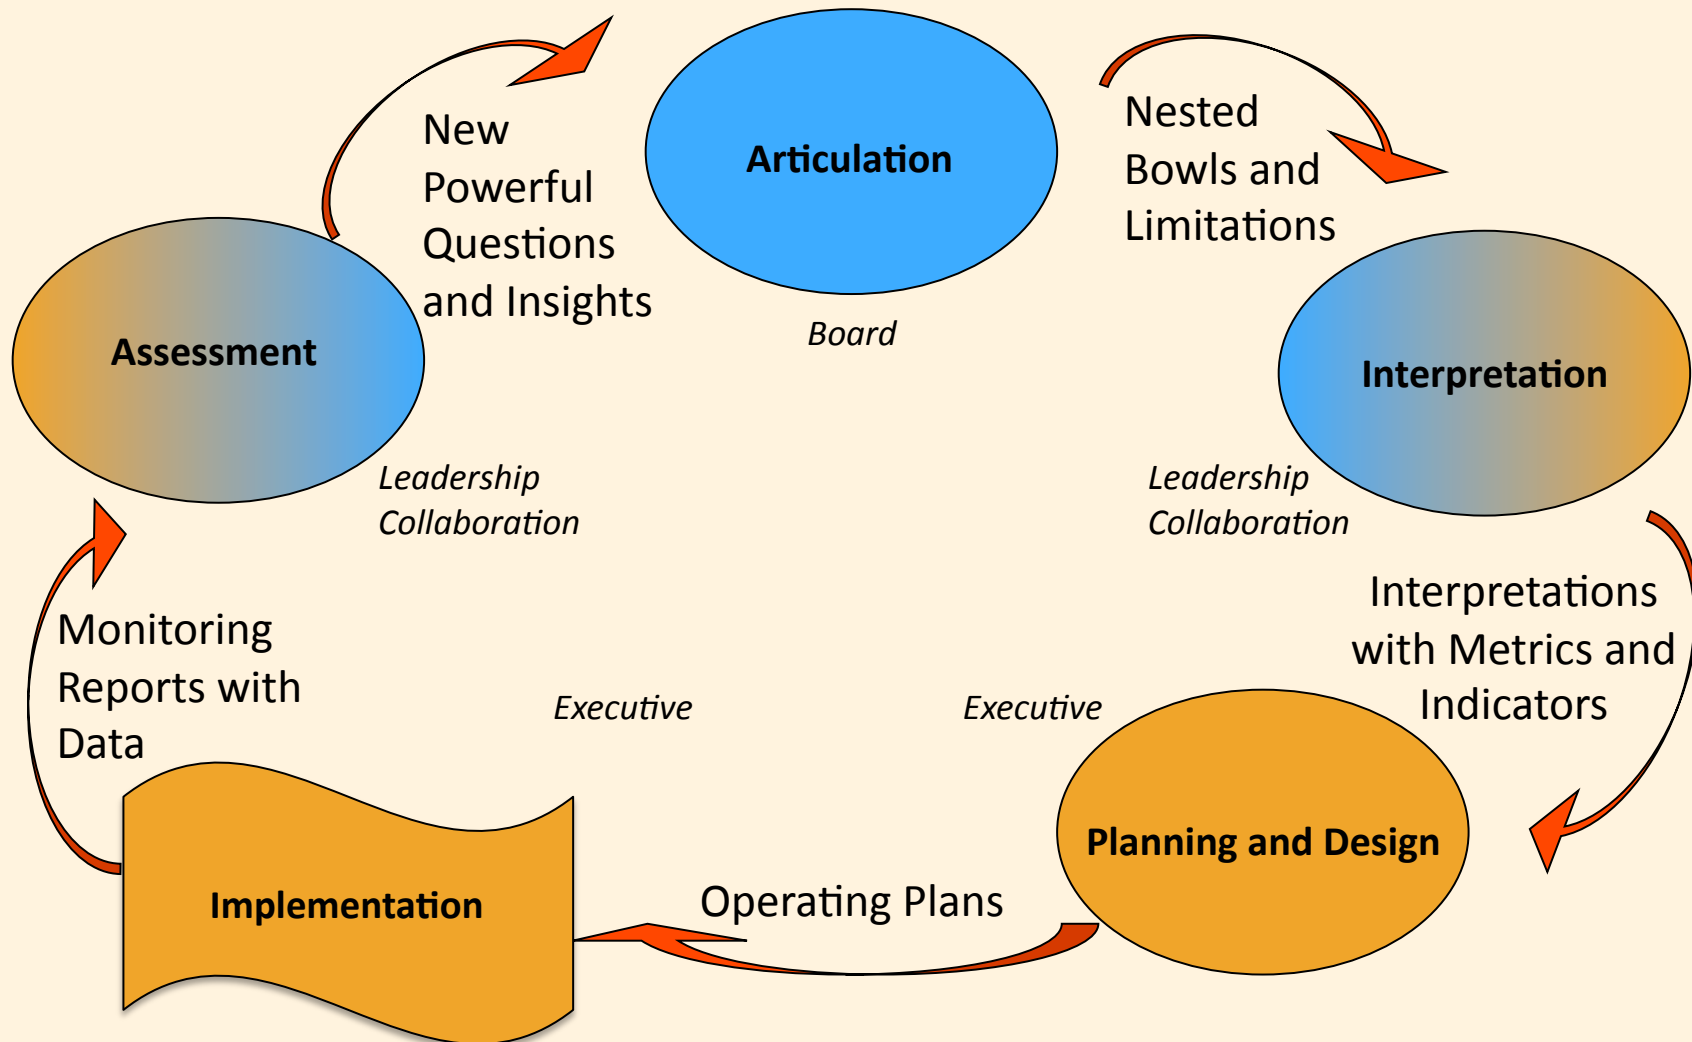 Articulation
Board
Nested
Bowls and
Limitations
Interpretation
Leadership
Collaboration
Interpretations
with Metrics and
Indicators
Planning and Design
Executive
Operating Plans
Implementation
Executive
Monitoring
Reports with
Data
Assessment
Leadership
Collaboration
New
Powerful
Questions
and Insights